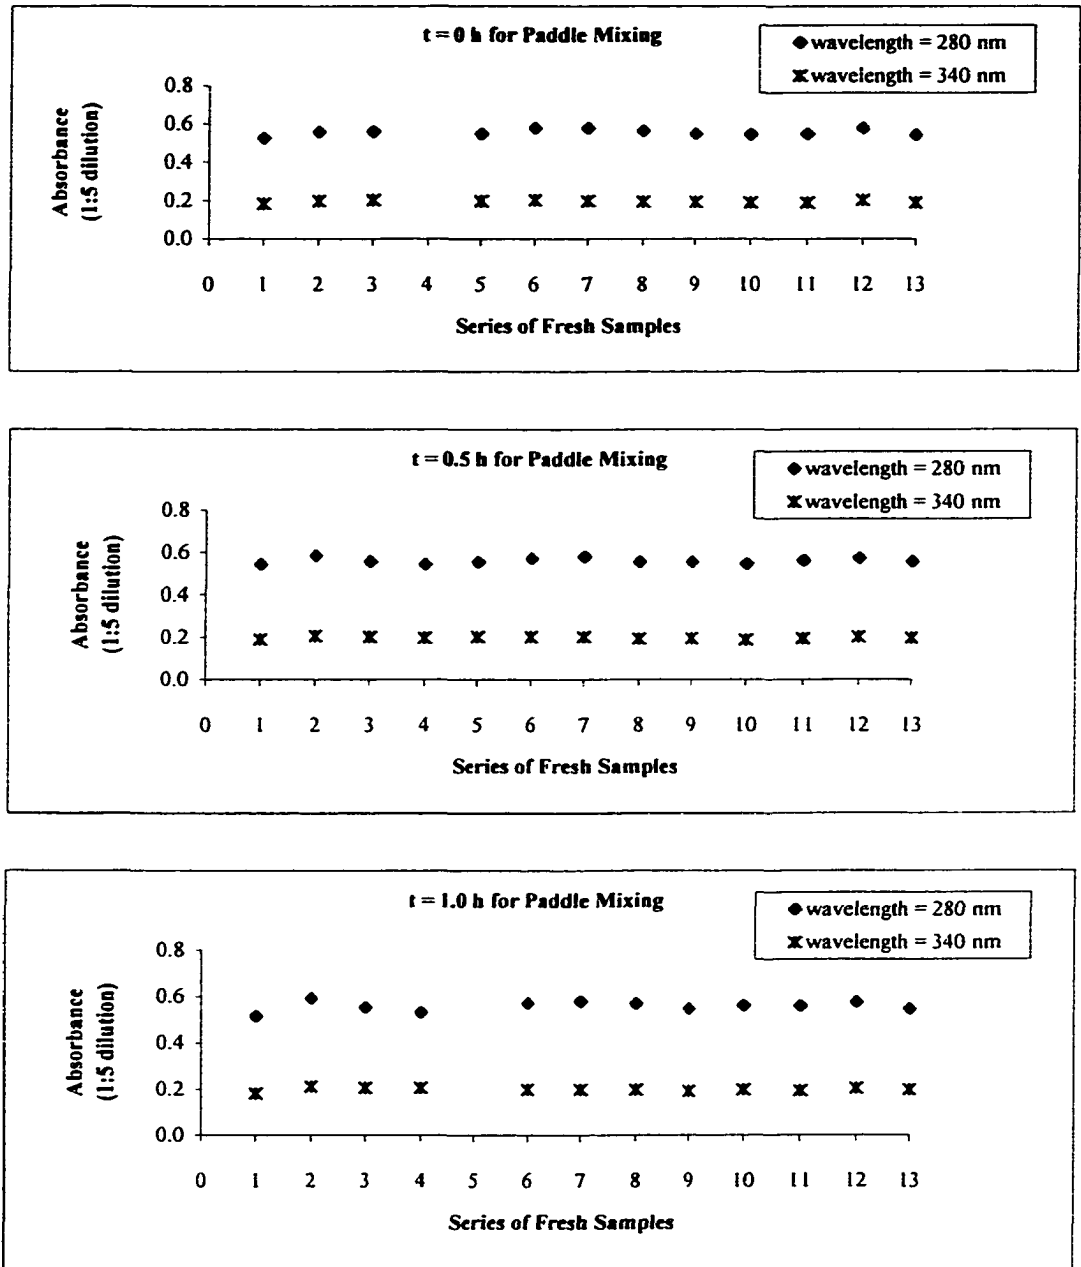 t = 0 h for Paddle Mixing
wavelength = 280 nm
wavelength = 340 nm
Absorbance
(1:5 dilution)
0.8
0.6
0.4
0.2
0.0
0 1 2 3 4 5 6 7 8 9 10 11 12 13
Series of Fresh Samples
t = 0.5 h for Paddle Mixing
wavelength = 280 nm
wavelength = 340 nm
Absorbance
(1:5 dilution)
0.8
0.6
0.4
0.2
0.0
0 1 2 3 4 5 6 7 8 9 10 11 12 13
Series of Fresh Samples
t = 1.0 h for Paddle Mixing
wavelength = 280 nm
wavelength = 340 nm
Absorbance
(1:5 dilution)
0.8
0.6
0.4
0.2
0.0
0 1 2 3 4 5 6 7 8 9 10 11 12 13
Series of Fresh Samples